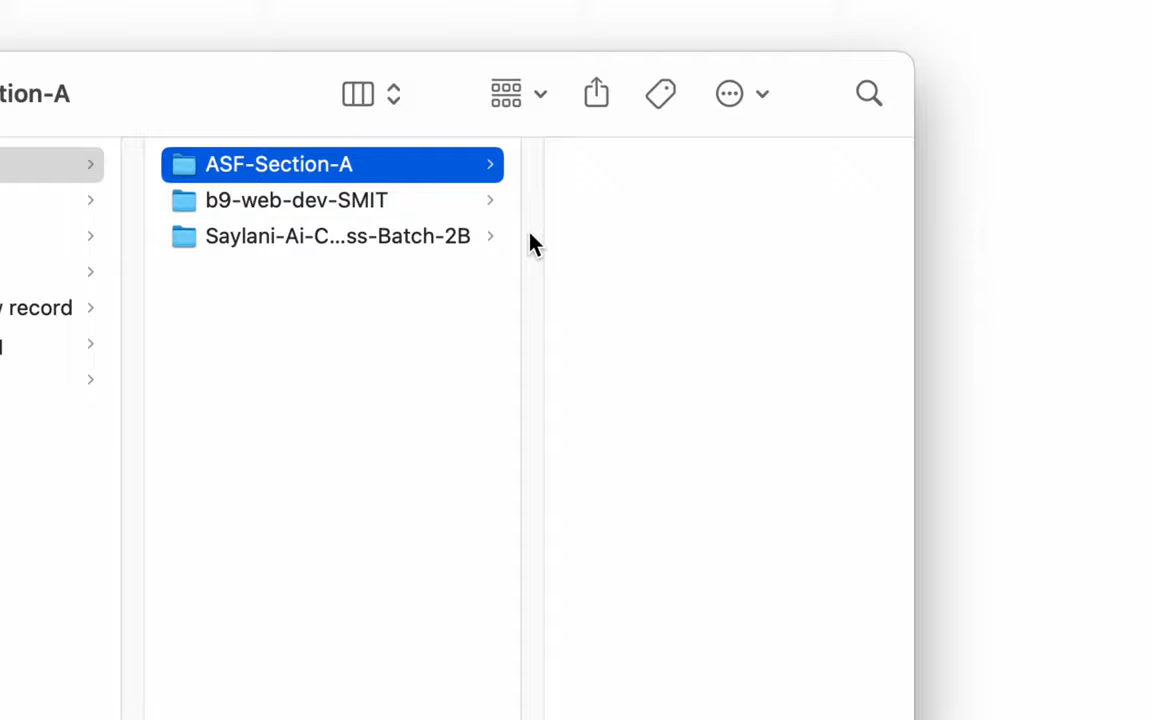 tion-A
ASF-Section-A
b9-web-dev-SMIT
Saylani-Ai-C...ss-Batch-2B
record